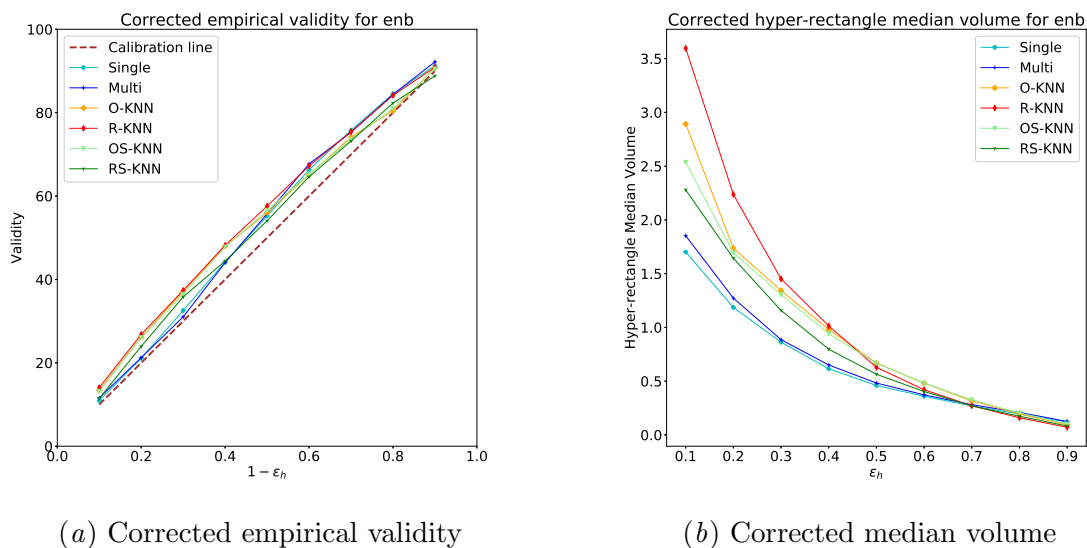 Corrected empirical validity for enb
100
80
60
40
20
0
Validity
Calibration line
Single
Multi
O-KNN
R-KNN
OS-KNN
RS-KNN
0.0 0.2 0.4 0.6 0.8 1.0
1 − εh
(a) Corrected empirical validity
Corrected hyper-rectangle median volume for enb
3.5
3.0
2.5
2.0
1.5
1.0
0.5
0.0
Hyper-rectangle Median Volume
Single
Multi
O-KNN
R-KNN
OS-KNN
RS-KNN
0.1 0.2 0.3 0.4 0.5 0.6 0.7 0.8 0.9
εh
(b) Corrected median volume